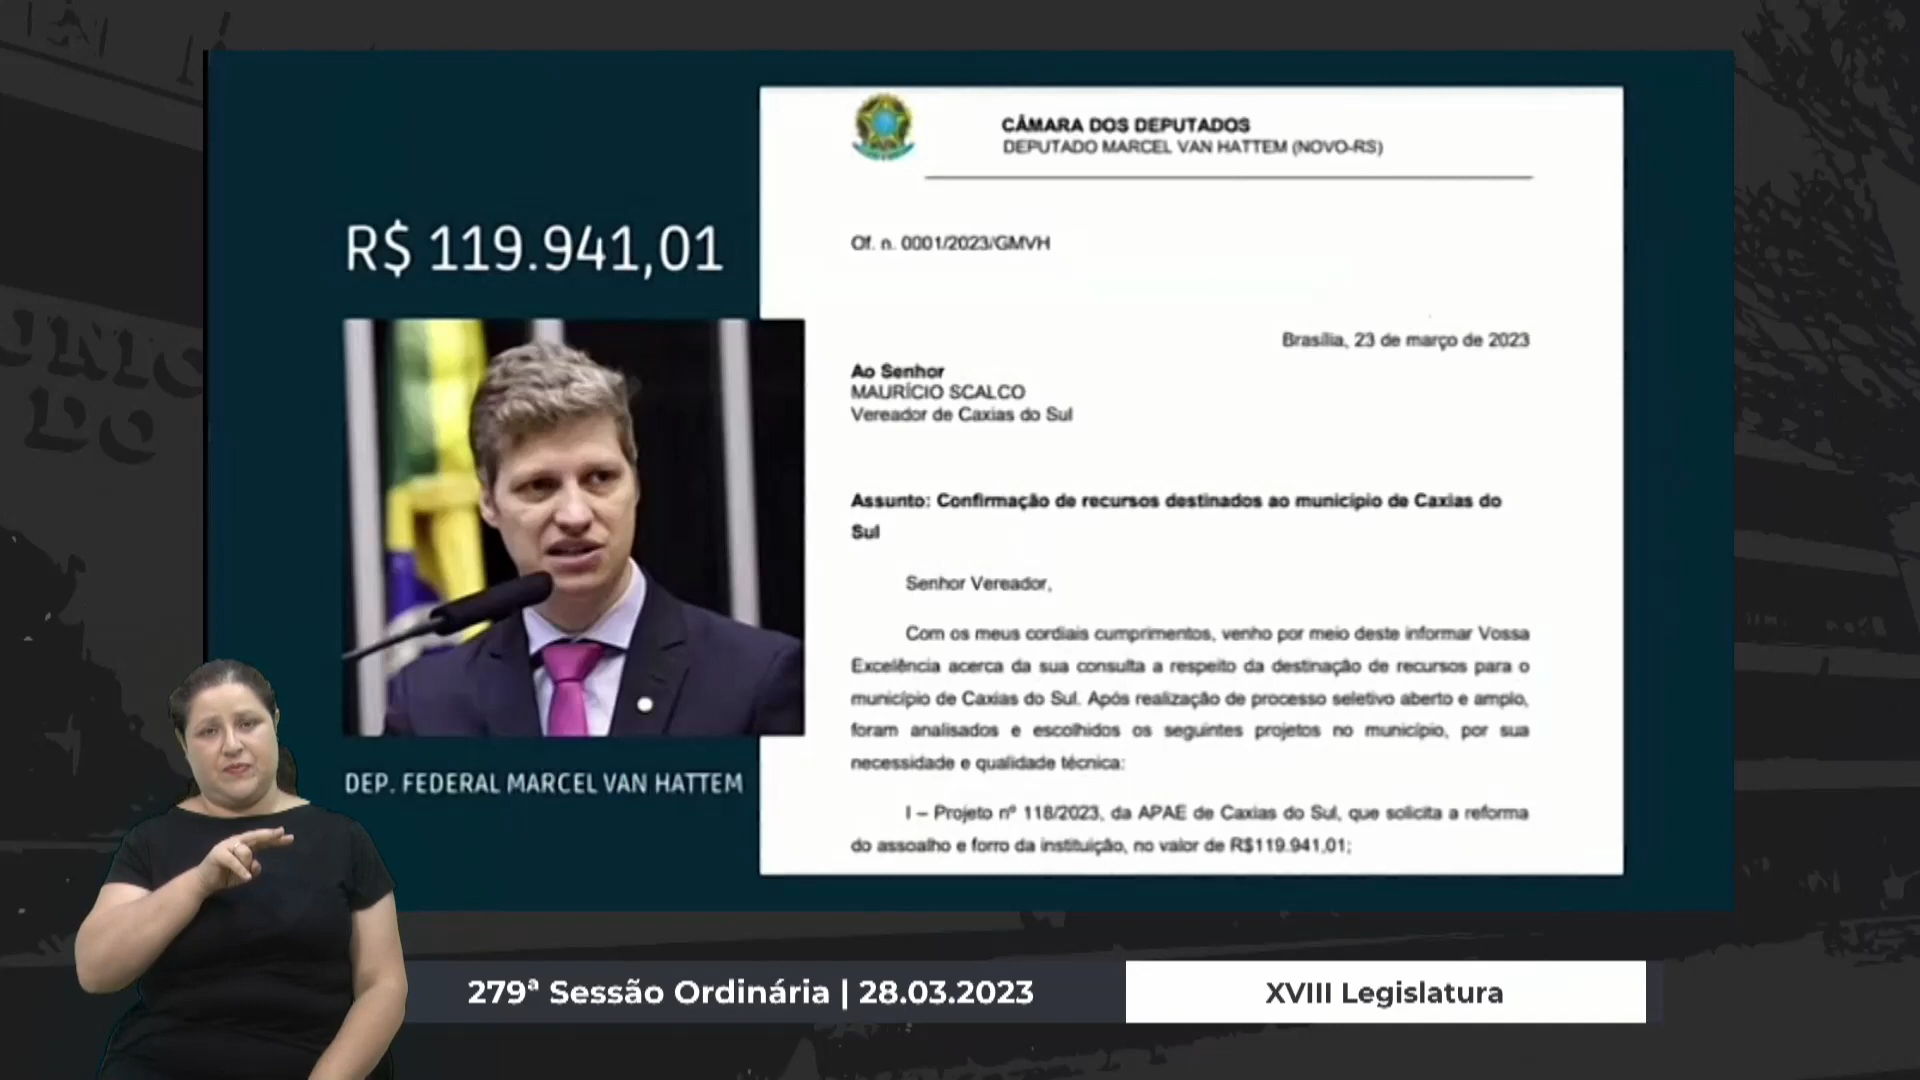 CÂMARA DOS DEPUTADOS
DEPUTADO MARCEL VAN HATTEM (NOVO-RS)
R$ 119.941,01
Of. n. 0001/2023/GMVH
Brasília, 23 de março de 2023
Ao Senhor
MAURÍCIO SCALCO
Vereador de Caxias do Sul
Assunto: Confirmação de recursos destinados ao município de Caxias do
Sul
Senhor Vereador,
Com os meus cordiais cumprimentos, venho por meio deste informar Vossa
Excelência acerca da sua consulta a respeito da destinação de recursos para o
município de Caxias do Sul. Após realização de processo seletivo aberto e amplo,
foram analisados e escolhidos os seguintes projetos no município, por sua
necessidade e qualidade técnica:
I – Projeto nº 118/2023, da APAE de Caxias do Sul, que solicita a reforma
do assoalho e forro da instituição, no valor de R$119.941,01;
DEP. FEDERAL MARCEL VAN HATTEM
279ª Sessão Ordinária | 28.03.2023
XVIII Legislatura
DO